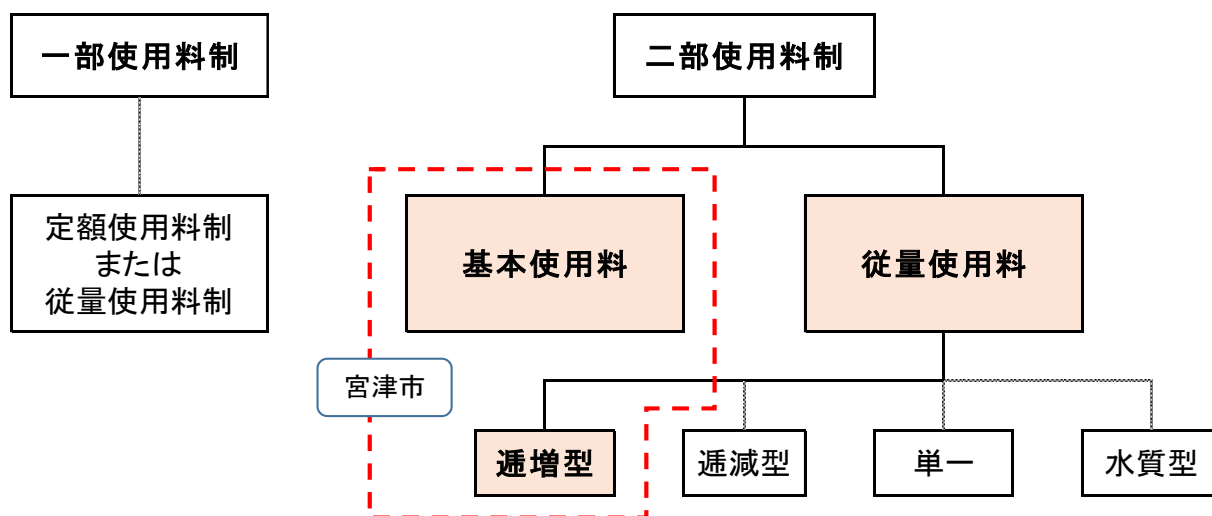 一部使用料制
二部使用料制
定額使用料制
または
従量使用料制
基本使用料
従量使用料
宮津市
逓増型
逓減型
単一
水質型